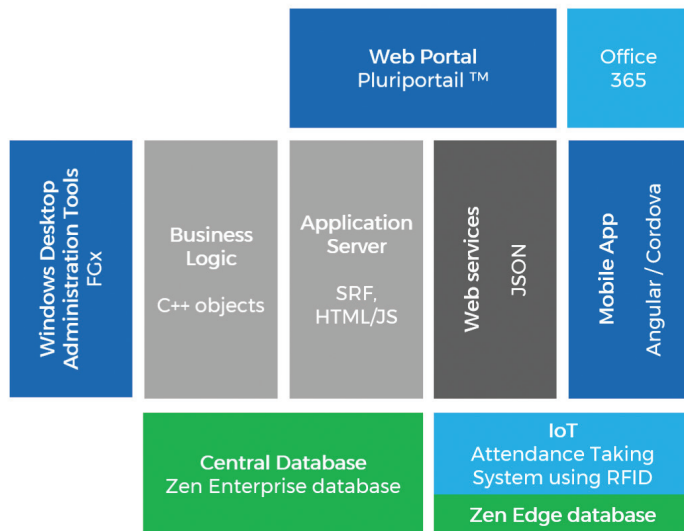 Web Portal
Pluriportail ™
Office
365
Windows Desktop
Administration Tools
FGx
Business
Logic
C++ objects
Application
Server
SRF,
HTML/JS
Web services
JSON
Mobile App
Angular / Cordova
Central Database
Zen Enterprise database
IoT
Attendance Taking
System using RFID
Zen Edge database